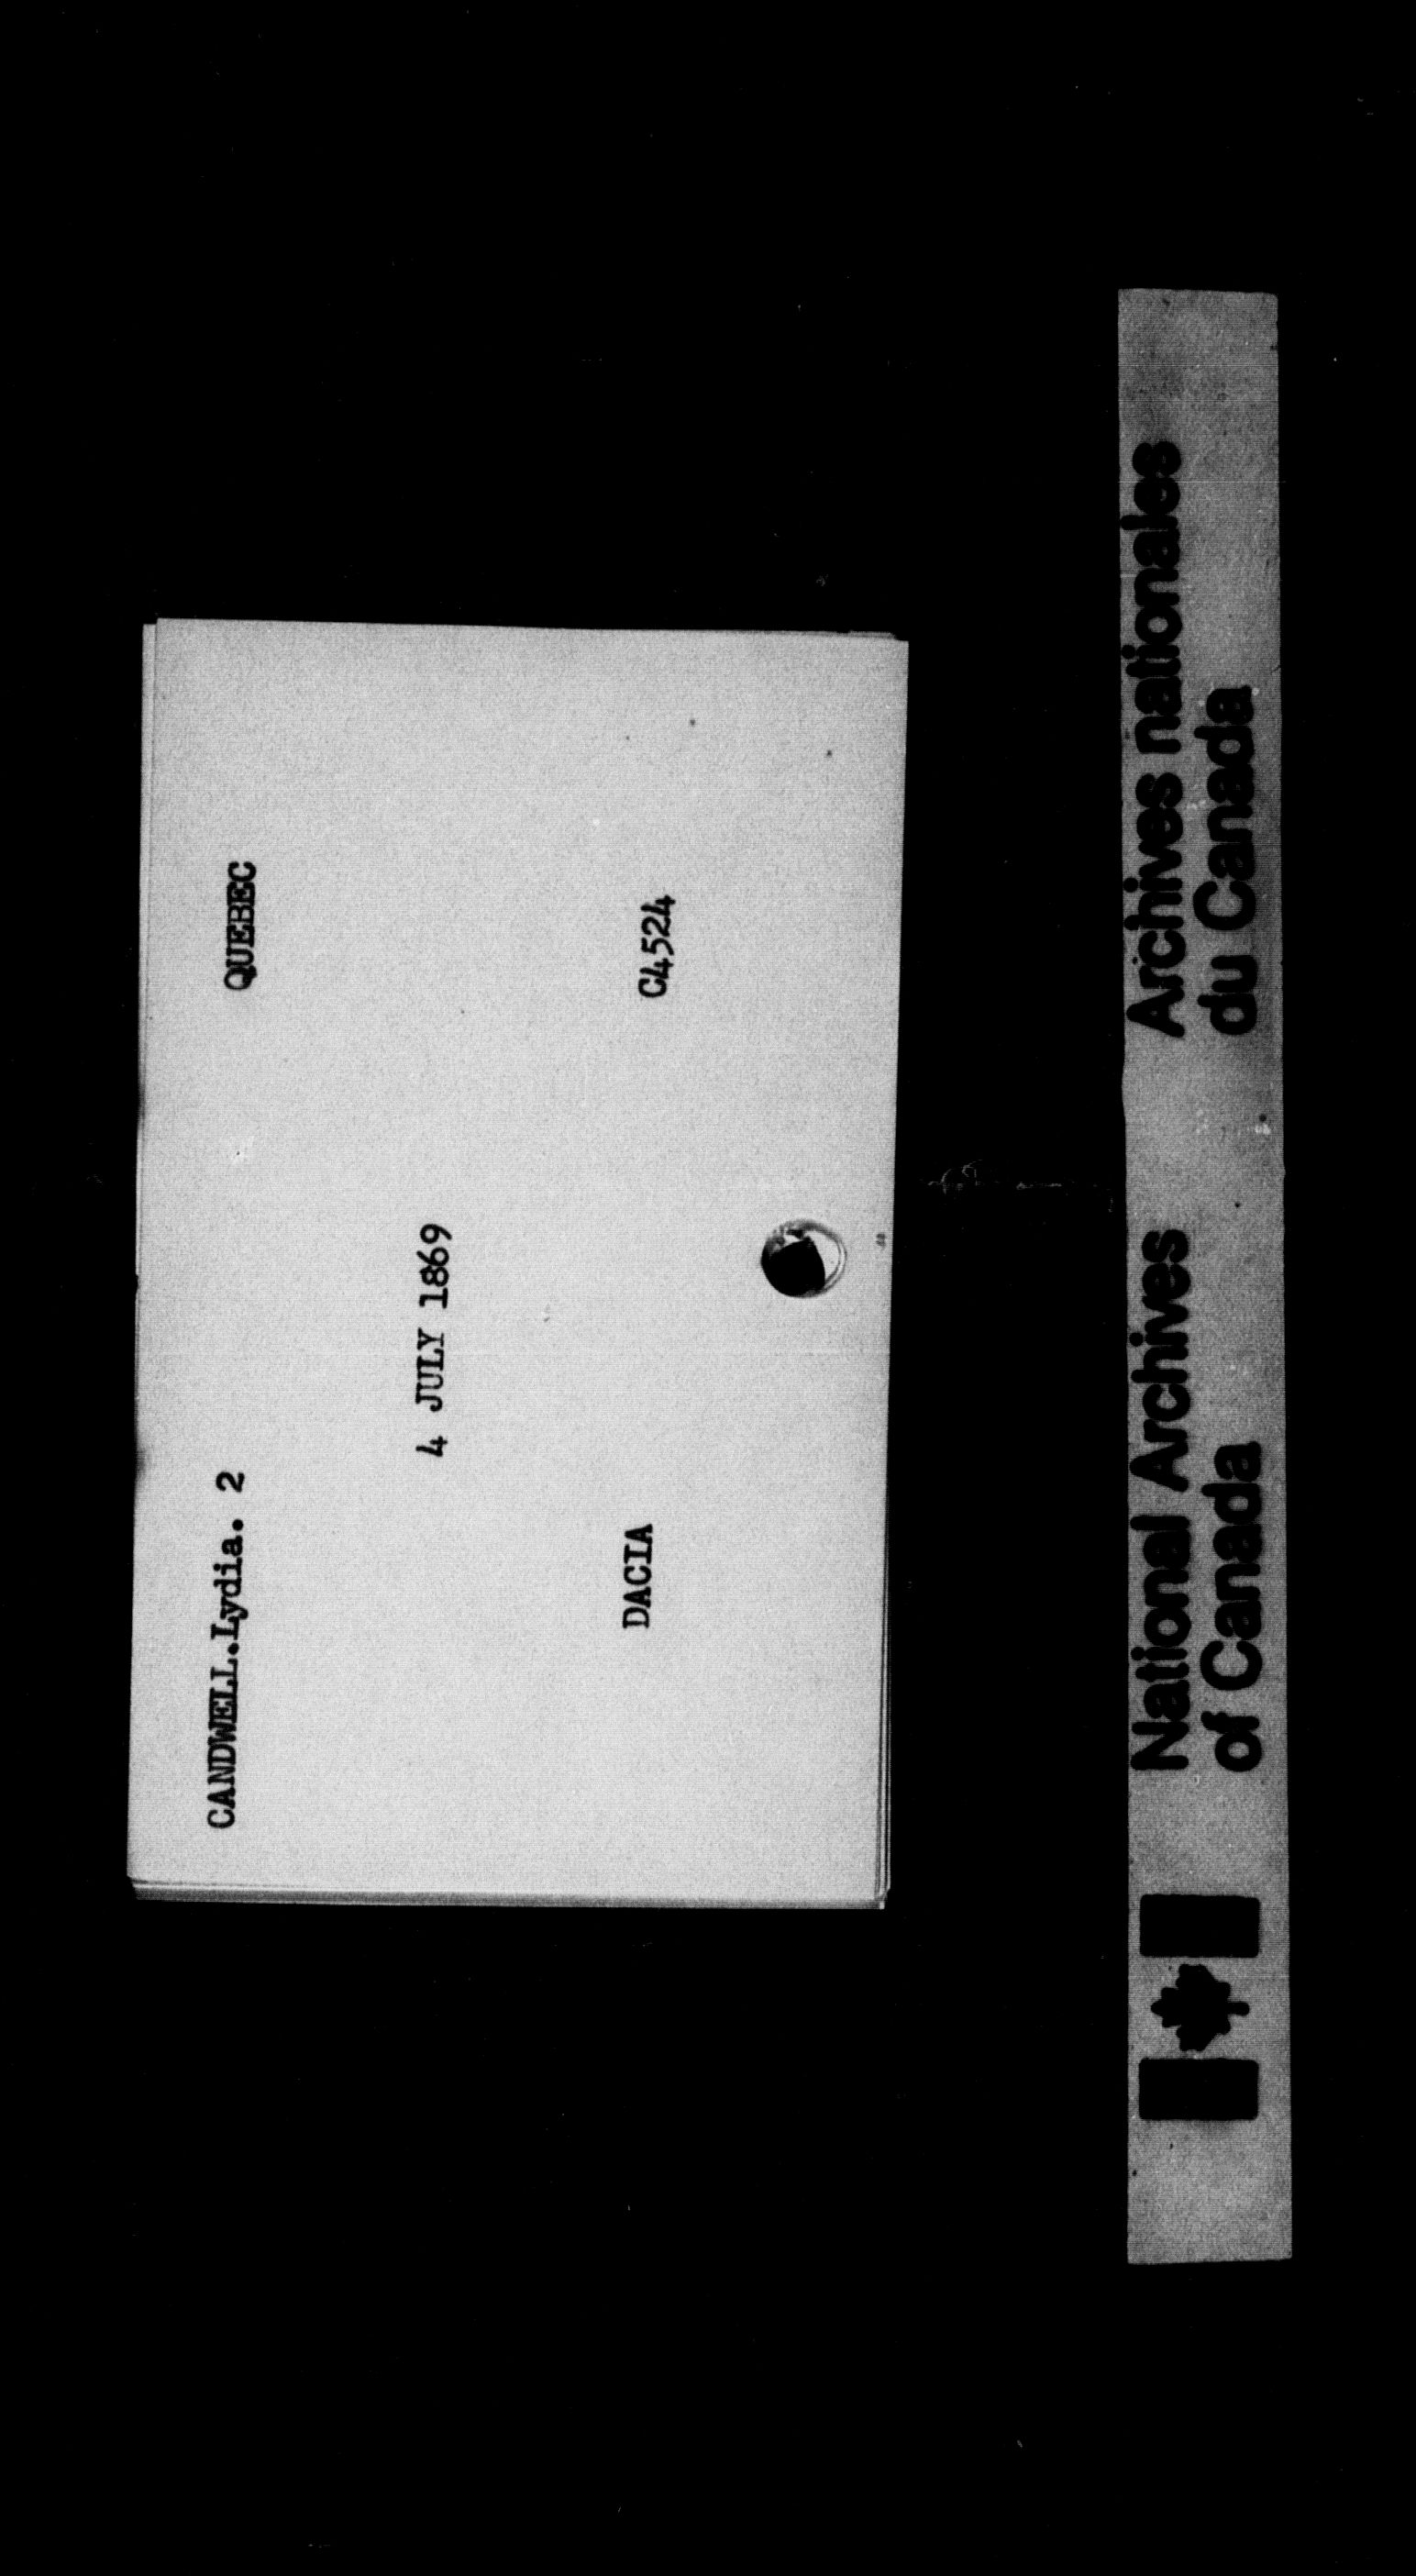 CANDWELL.Lydia. 2 QUEBEC
4 JULY 1869
DACIA C4524
National Archives of Canada
Archives nationales du Canada